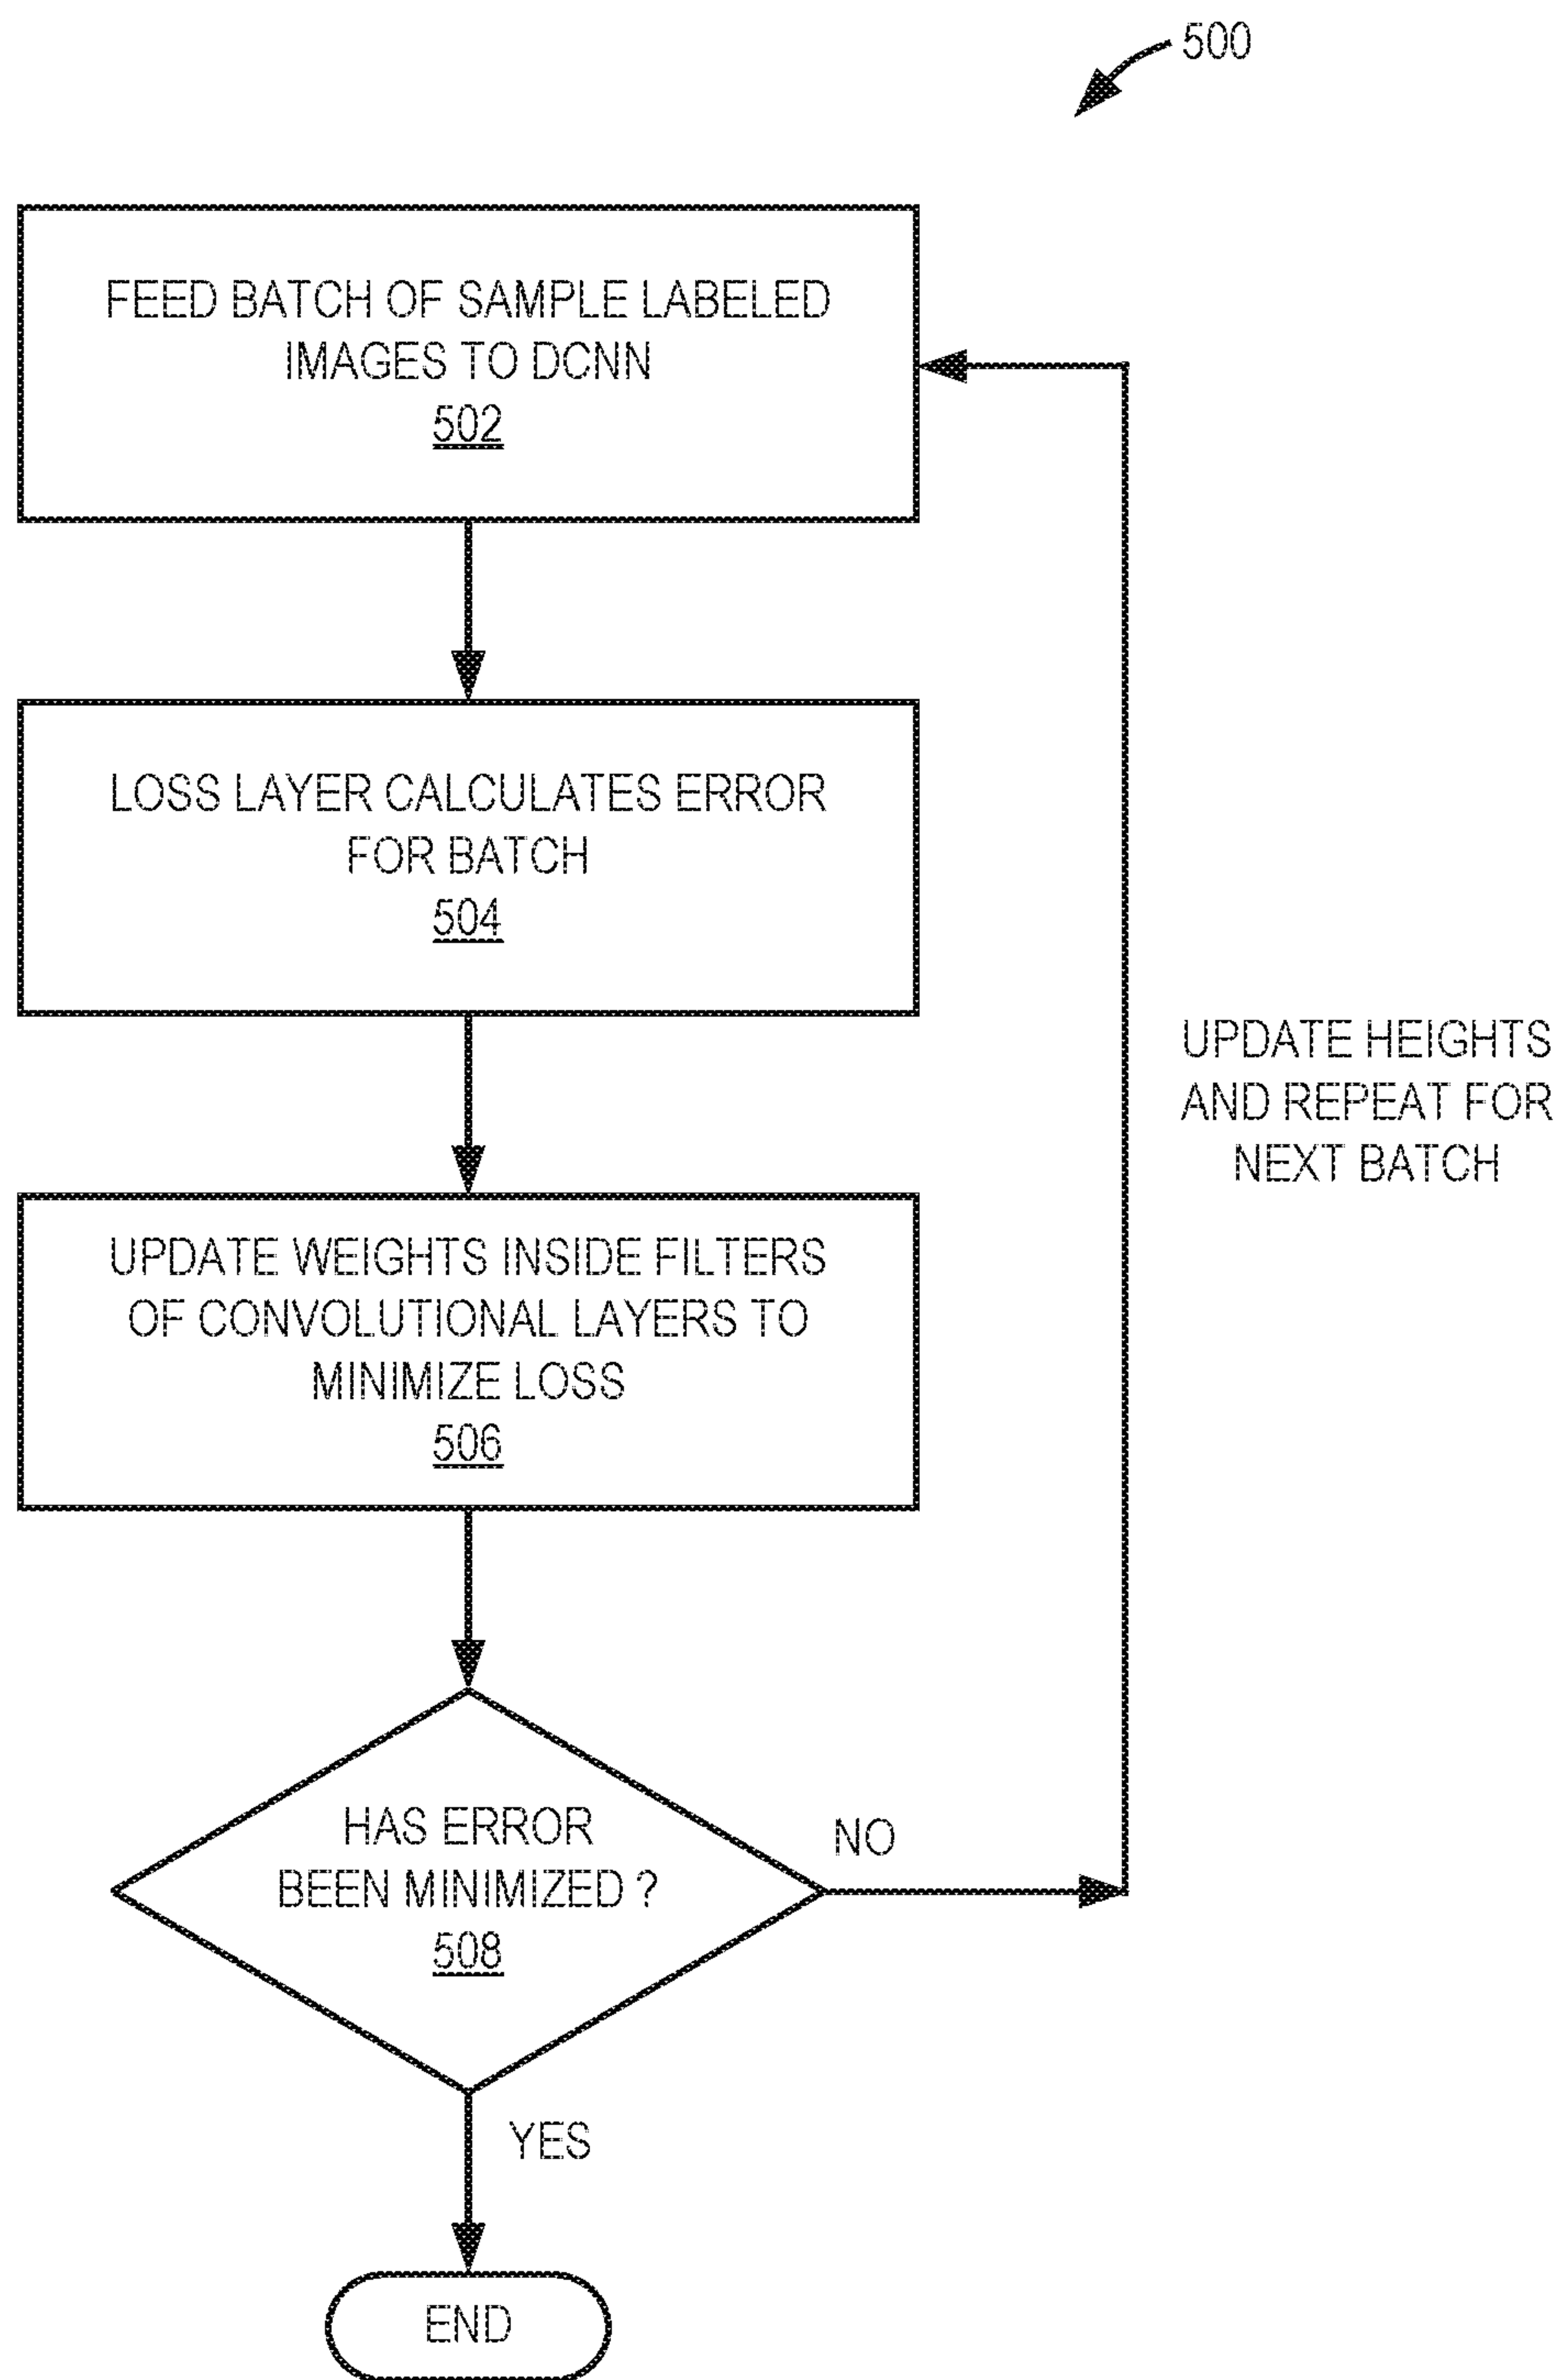 500
FEED BATCH OF SAMPLE LABELED
IMAGES TO DCNN
502
LOSS LAYER CALCULATES ERROR
FOR BATCH
504
UPDATE HEIGHTS
AND REPEAT FOR
NEXT BATCH
UPDATE WEIGHTS INSIDE FILTERS
OF CONVOLUTIONAL LAYERS TO
MINIMIZE LOSS
506
HAS ERROR
BEEN MINIMIZED ?
508
NO
YES
END